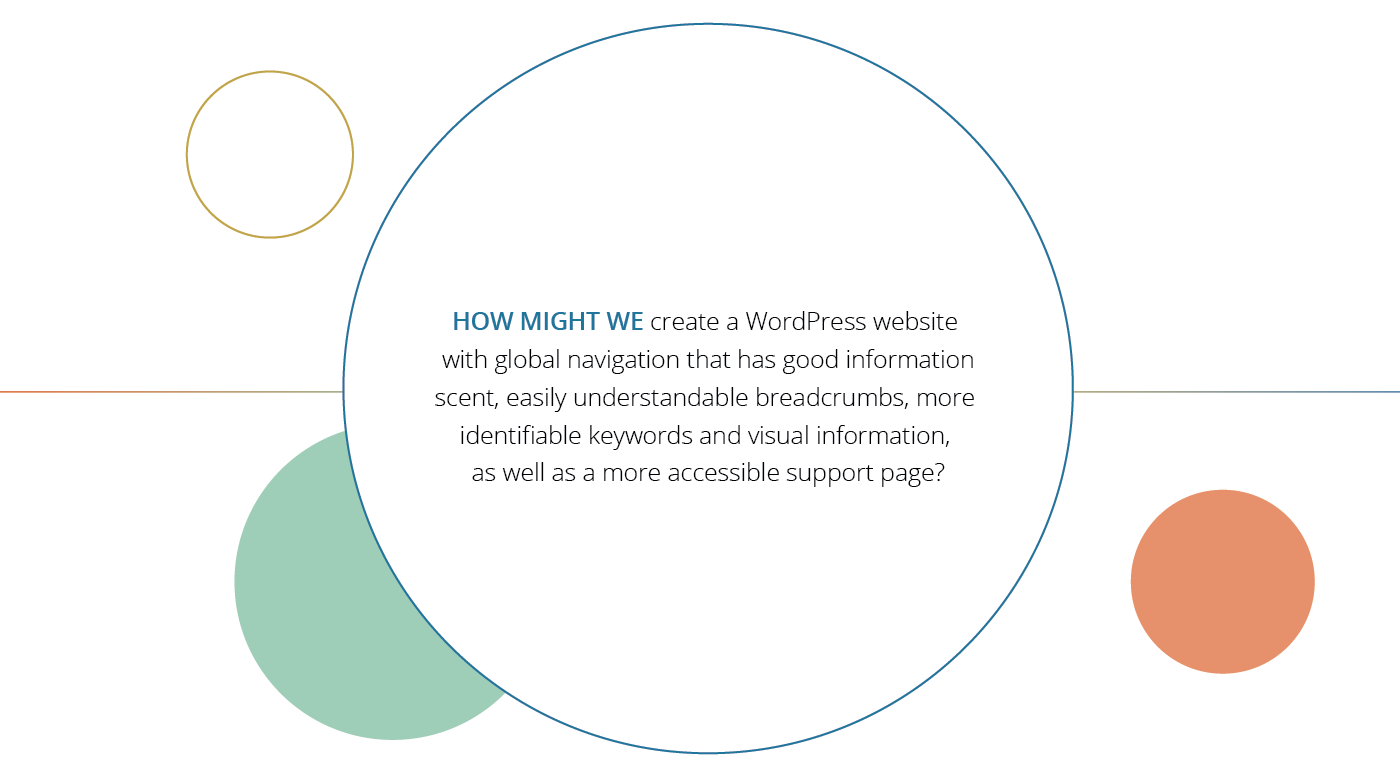 HOW MIGHT WE create a WordPress website
with global navigation that has good information
scent, easily understandable breadcrumbs, more
identifiable keywords and visual information,
as well as a more accessible support page?